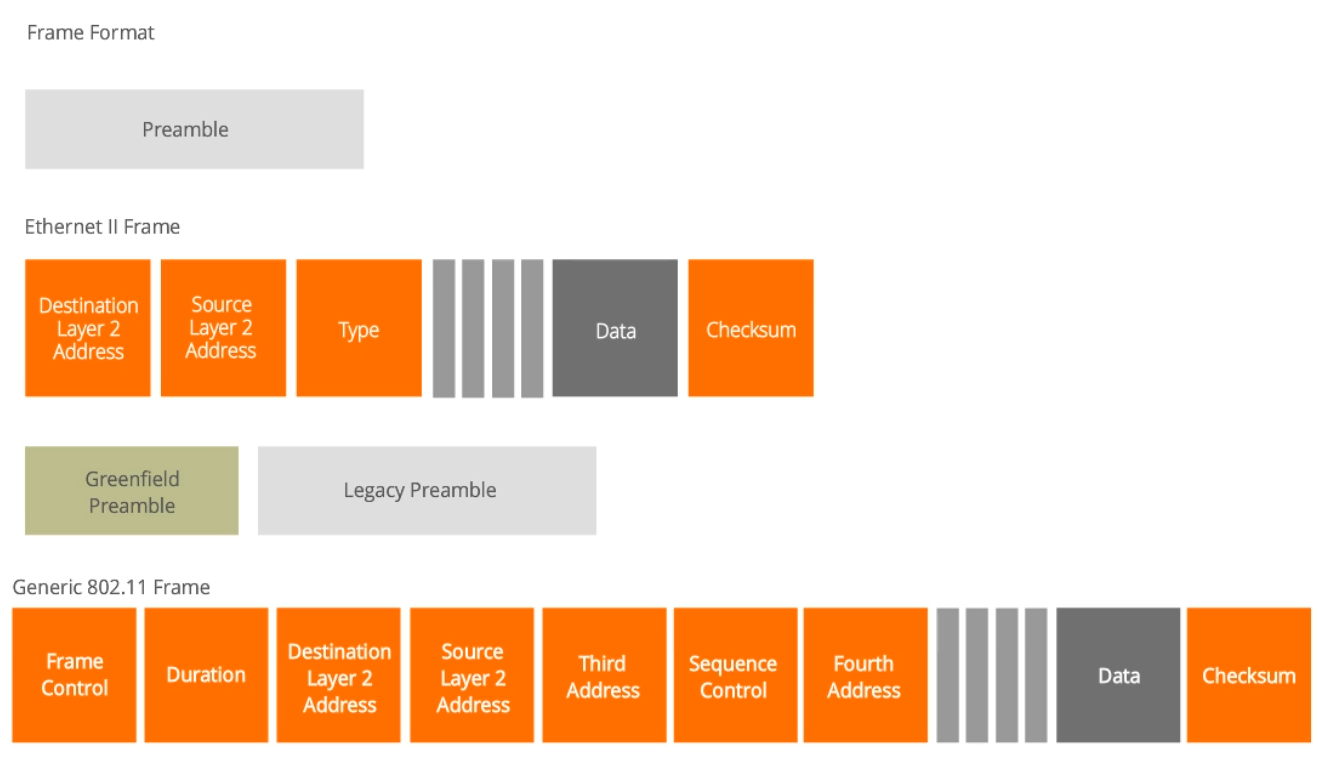 Frame Format
Preamble
Ethernet II Frame
Destination
Layer 2
Address
Source
Layer 2
Address
Type
Data
Checksum
Greenfield
Preamble
Legacy Preamble
Generic 802.11 Frame
Frame
Control
Duration
Destination
Layer 2
Address
Source
Layer 2
Address
Third
Address
Sequence
Control
Fourth
Address
Data
Checksum